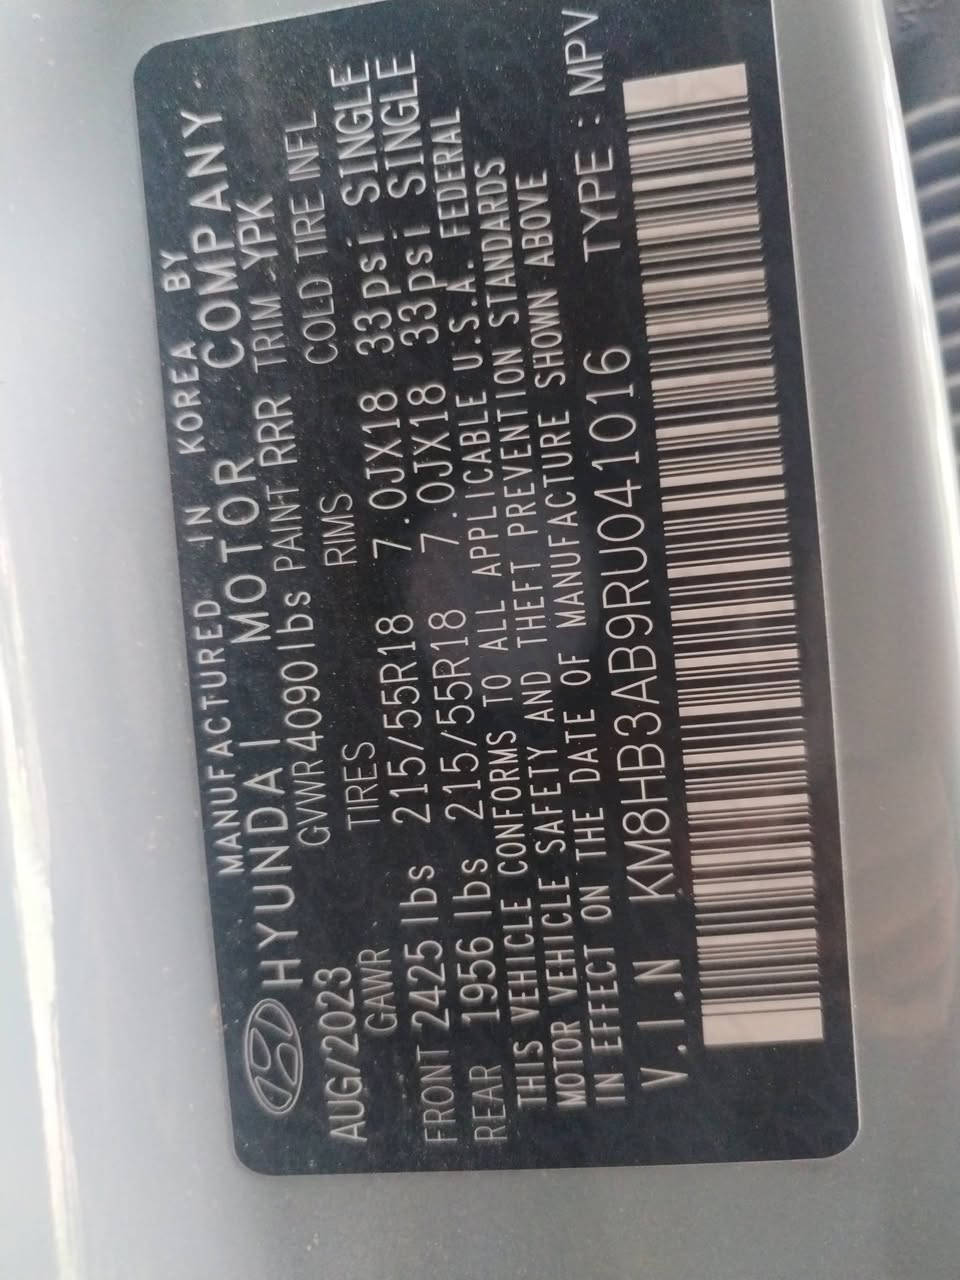 MANUFACTURED IN KOREA BY
HYUNDAI MOTOR COMPANY
AUG/2023 GVWR 4090 lbs PAINT RRR TRIM YPK
GAWR TIRES RIMS COLD TIRE INFL
FRONT 2425 lbs 215/55R18 7.0JX18 33psi SINGLE
REAR 1956 lbs 215/55R18 7.0JX18 33psi SINGLE
THIS VEHICLE CONFORMS TO ALL APPLICABLE U.S.A. FEDERAL
MOTOR VEHICLE SAFETY AND THEFT PREVENTION STANDARDS
IN EFFECT ON THE DATE OF MANUFACTURE SHOWN ABOVE
V.I.N KM8HB3AB9RU041016 TYPE : MPV